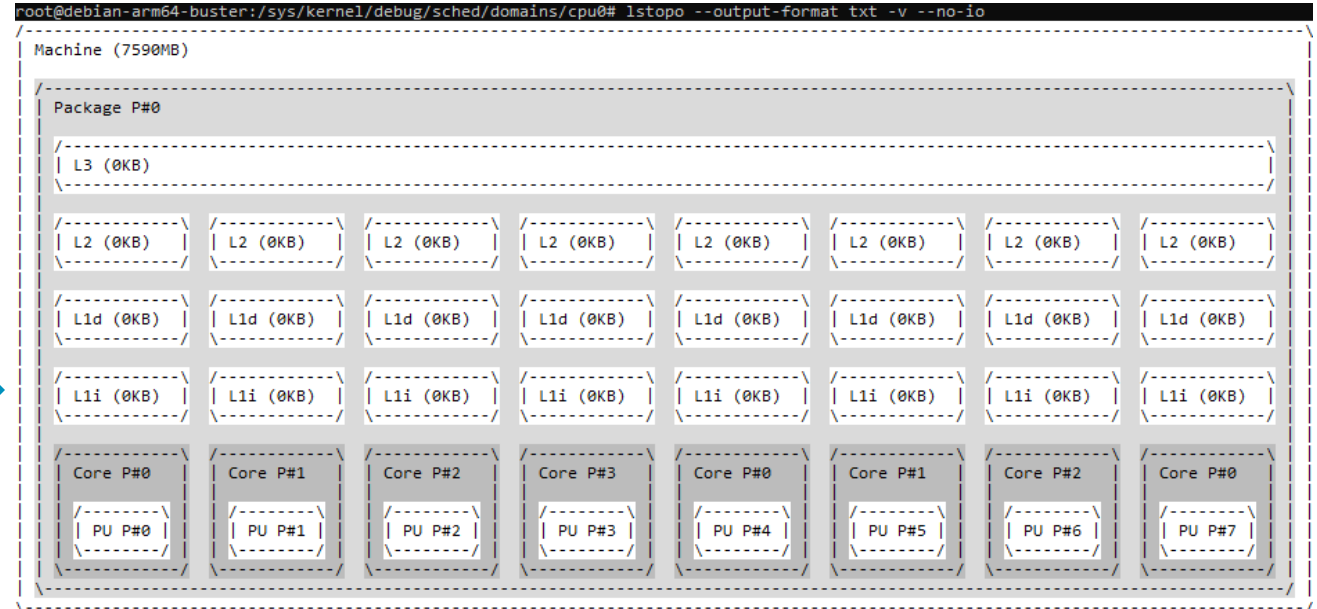 root@debian-arm64-buster:/sys/kernel/debug/sched/domains/cpu0# lstopo --output-format txt -v --no-io
Machine (7590MB)
Package P#0
L3 (0KB)
L2 (0KB) L2 (0KB) L2 (0KB) L2 (0KB) L2 (0KB) L2 (0KB) L2 (0KB) L2 (0KB)
L1d (0KB) L1d (0KB) L1d (0KB) L1d (0KB) L1d (0KB) L1d (0KB) L1d (0KB) L1d (0KB)
L1i (0KB) L1i (0KB) L1i (0KB) L1i (0KB) L1i (0KB) L1i (0KB) L1i (0KB) L1i (0KB)
Core P#0 Core P#1 Core P#2 Core P#3 Core P#0 Core P#1 Core P#2 Core P#0
PU P#0 PU P#1 PU P#2 PU P#3 PU P#4 PU P#5 PU P#6 PU P#7